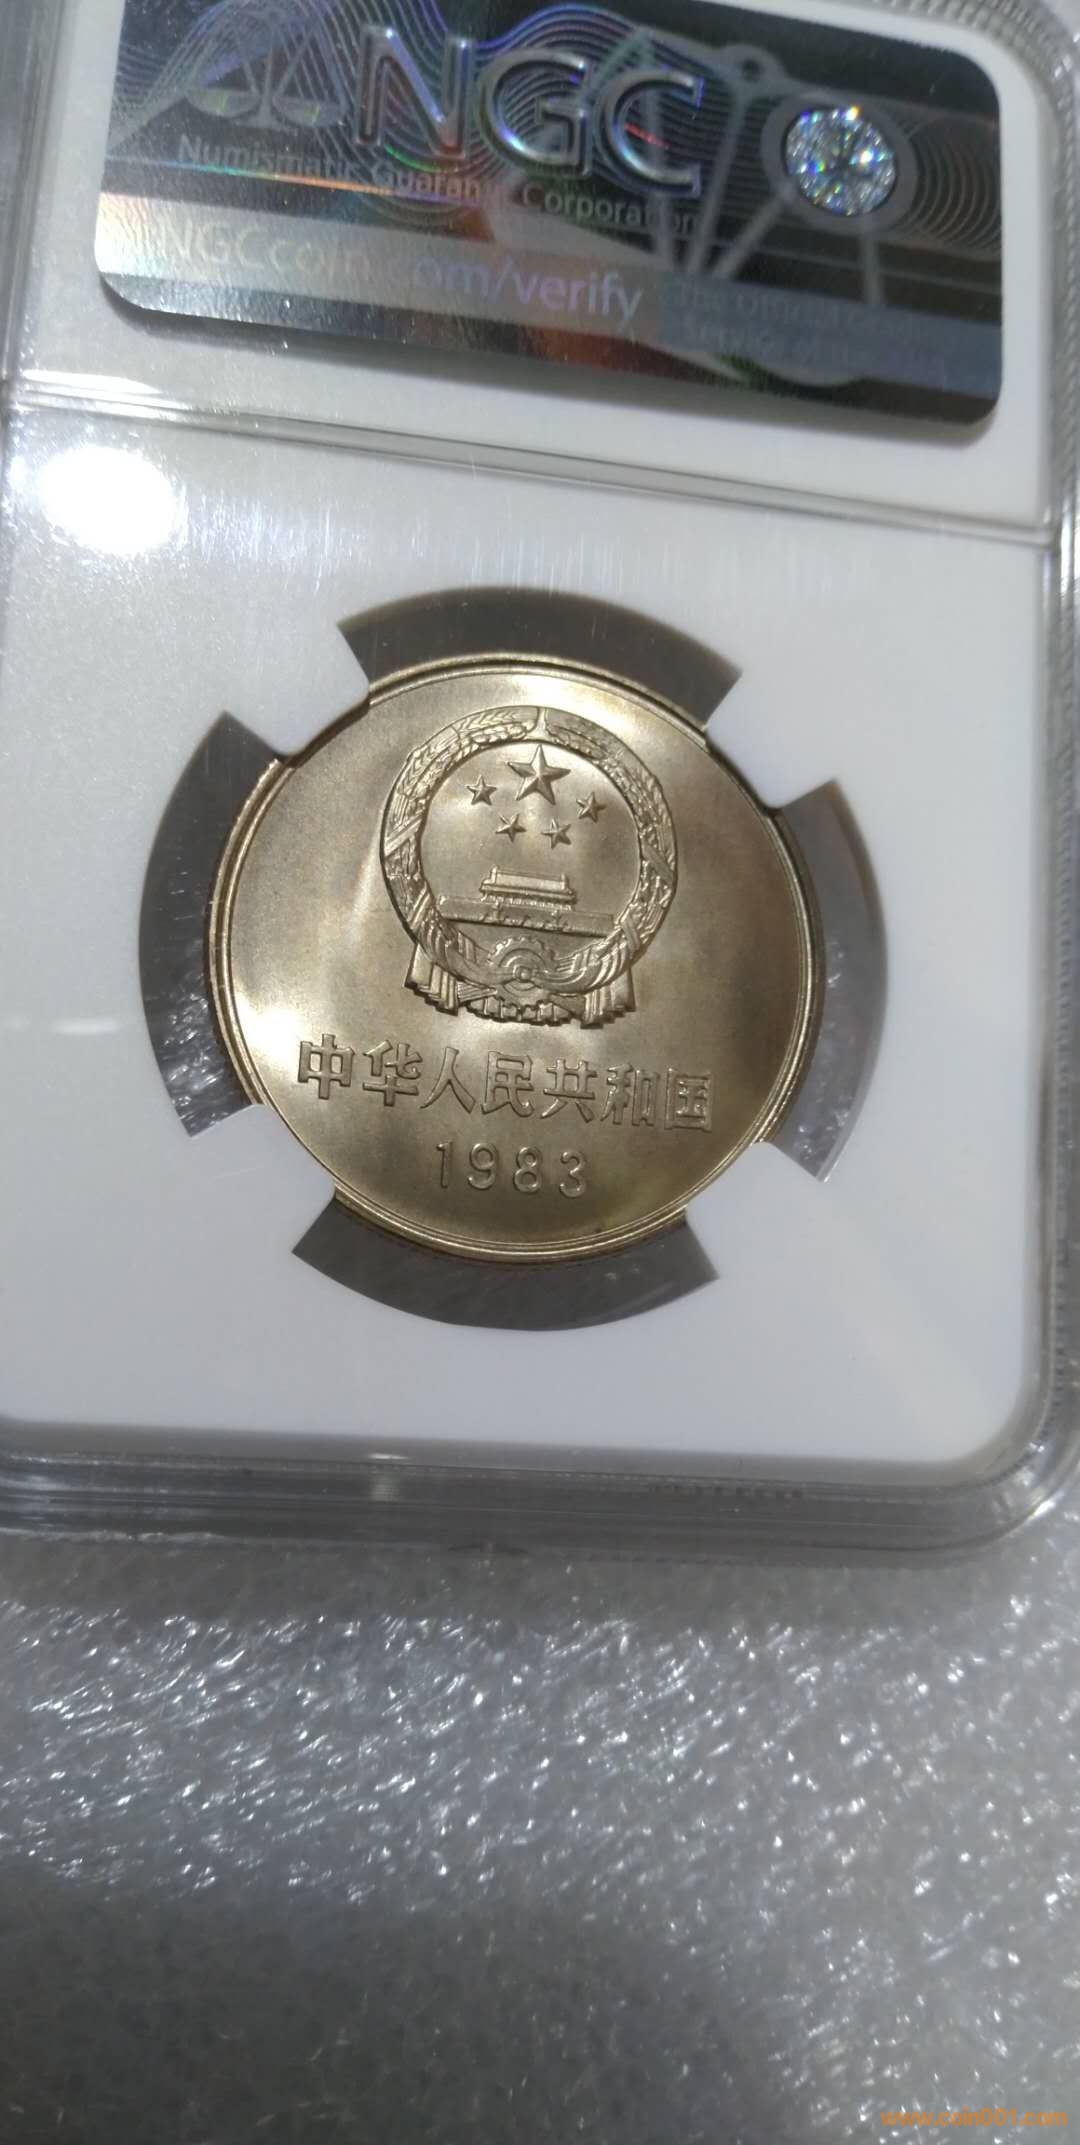 NGC
Numismatic Guaranty Corporation
NGCcoin.com/verify
中华人民共和国
1983
www.coin001.com